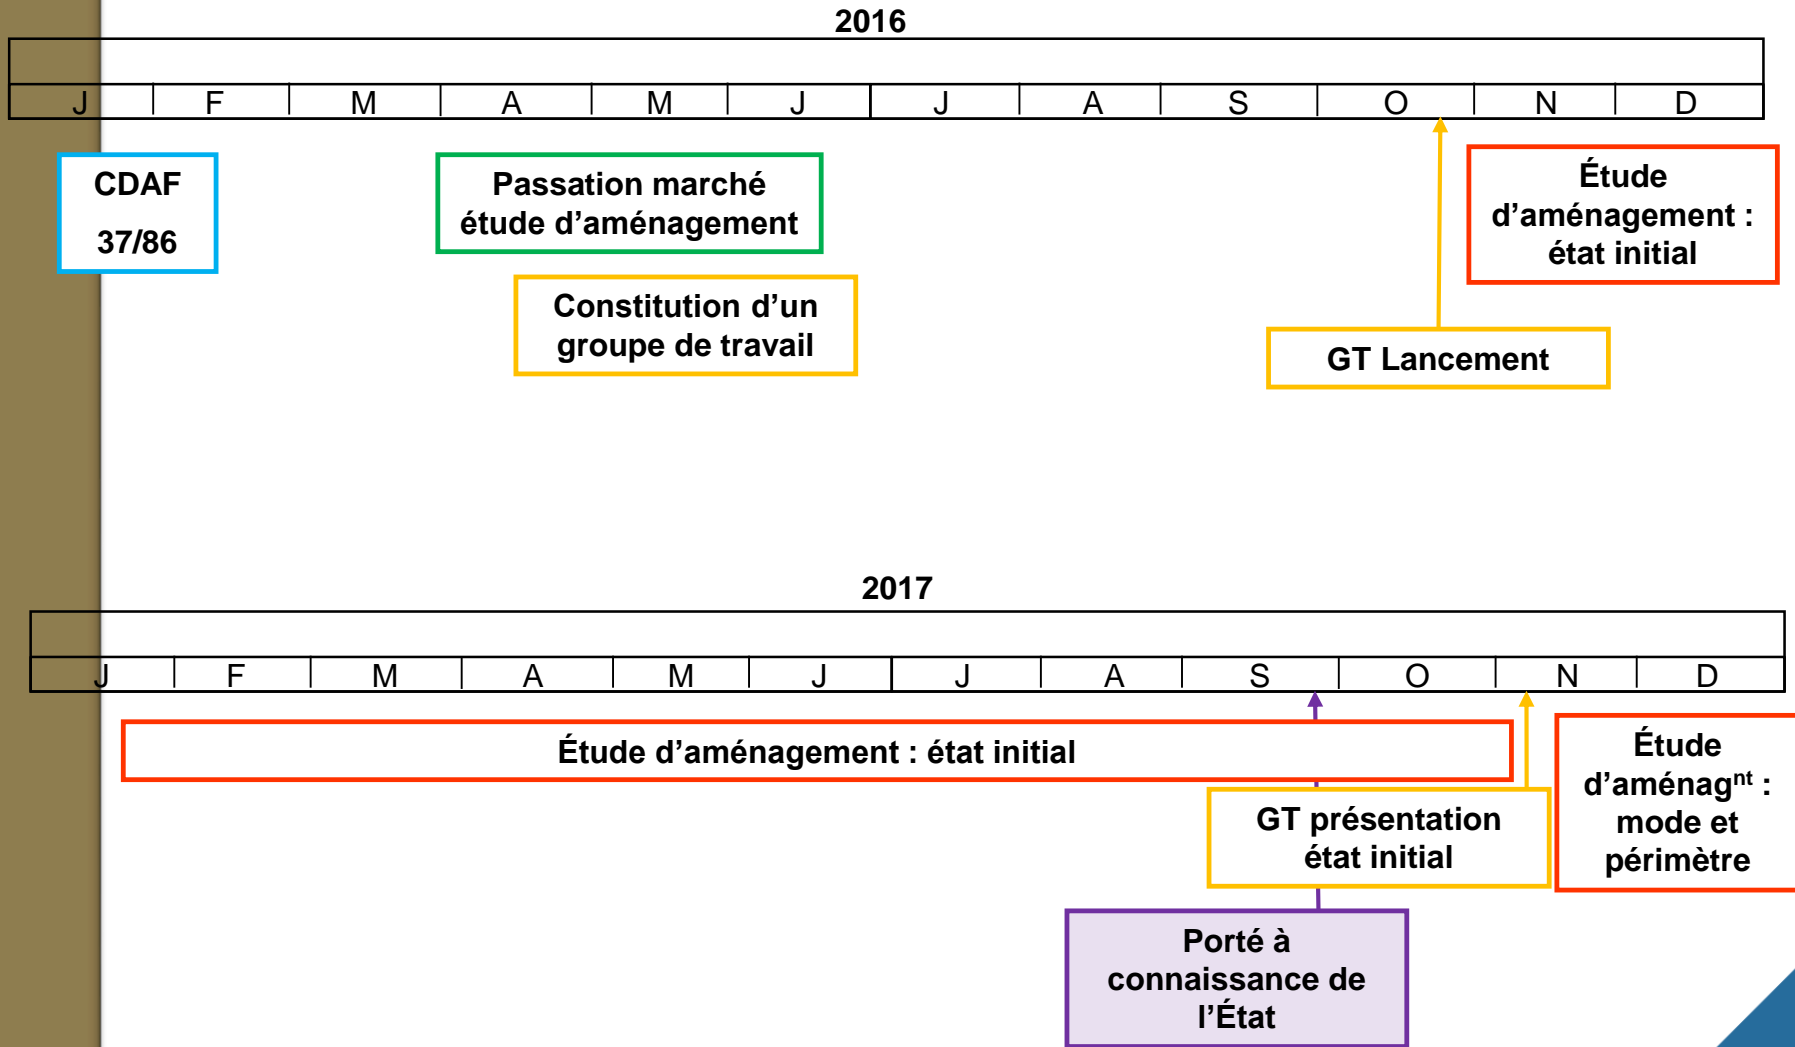 2016
J F M A M J J A S O N D
CDAF
37/86
Passation marché
étude d’aménagement
Constitution d’un
groupe de travail
GT Lancement
Étude
d’aménagement :
état initial
2017
J F M A M J J A S O N D
Étude d’aménagement : état initial
GT présentation
état initial
Étude
d’aménagnt :
mode et
périmètre
Porté à
connaissance de
l’État